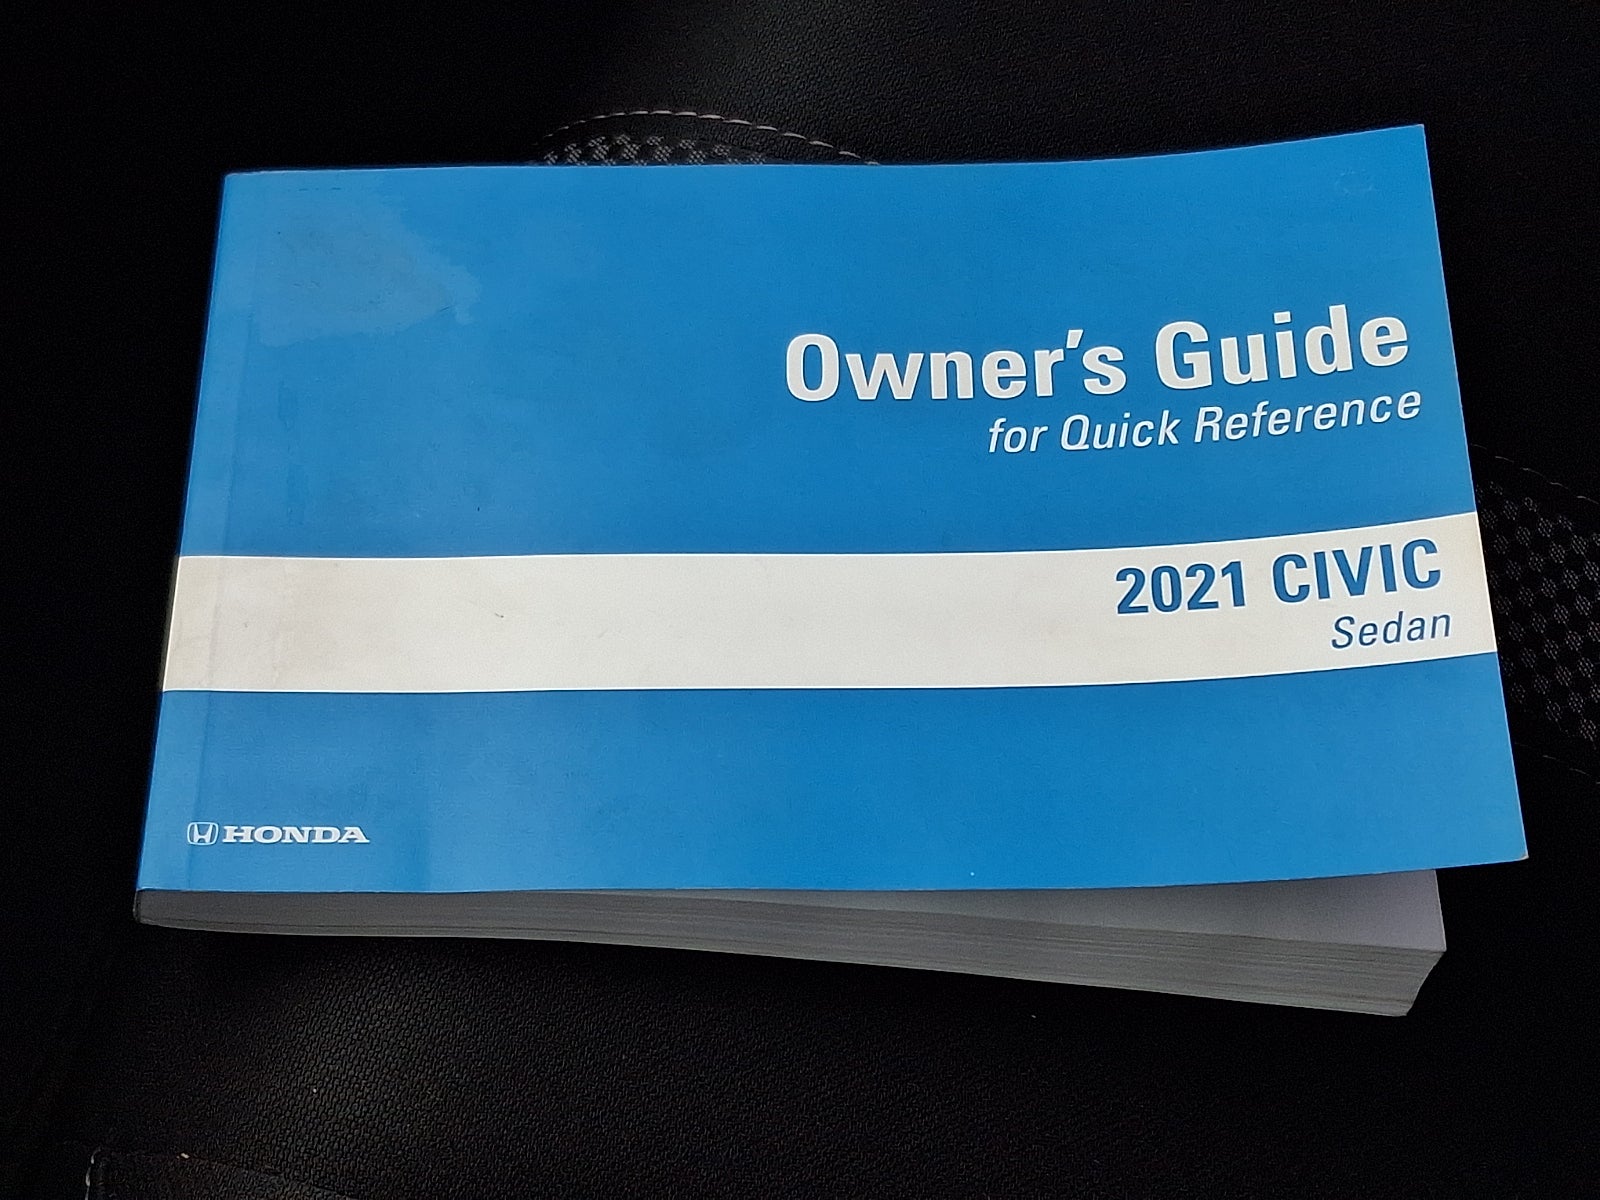 Owner's Guide
for Quick Reference
2021 CIVIC
Sedan
HONDA